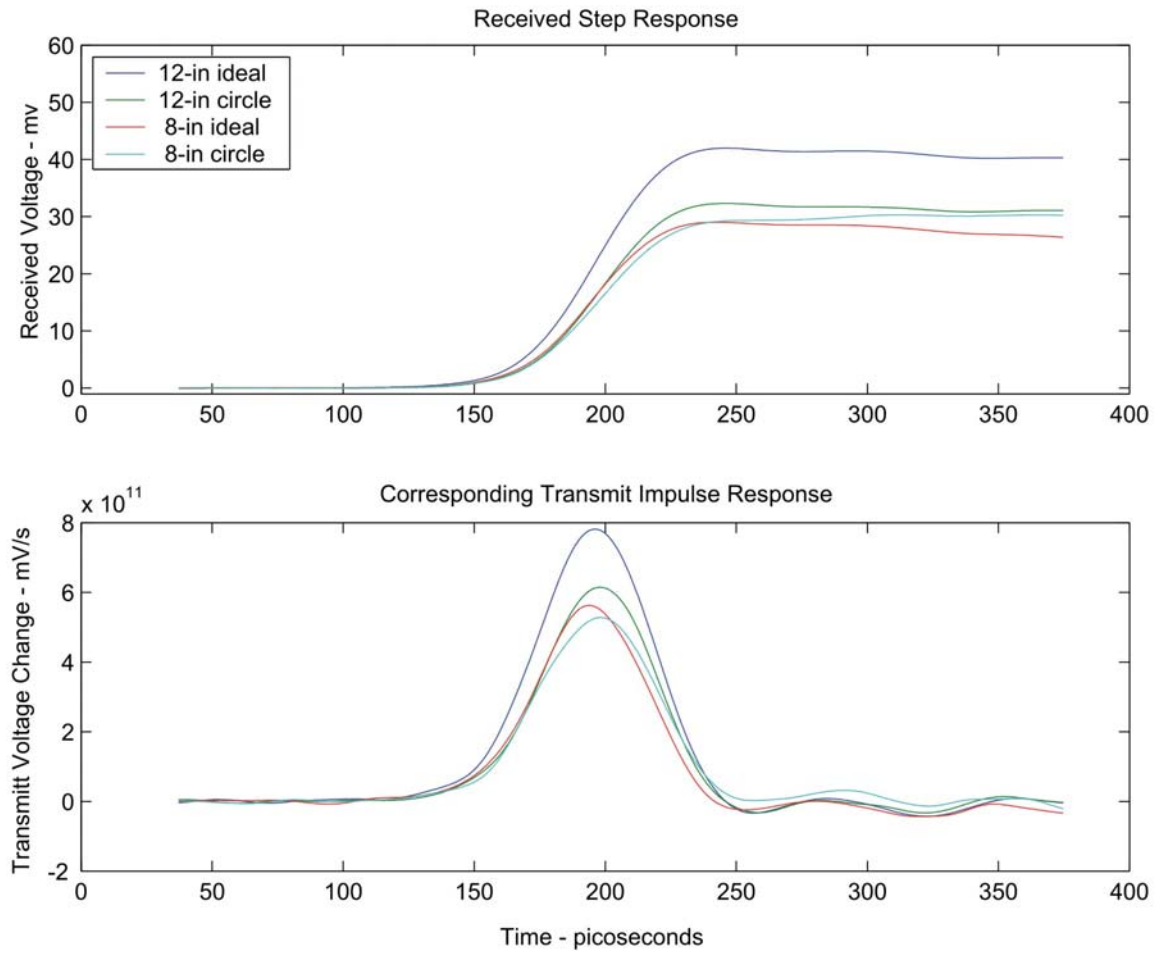 Received Step Response
60
50
40
30
20
10
0
Received Voltage - mv
12-in ideal
12-in circle
8-in ideal
8-in circle
0 50 100 150 200 250 300 350 400
x 10^11
Corresponding Transmit Impulse Response
8
6
4
2
0
-2
Transmitt Voltage Change - mV/s
0 50 100 150 200 250 300 350 400
Time - picoseconds